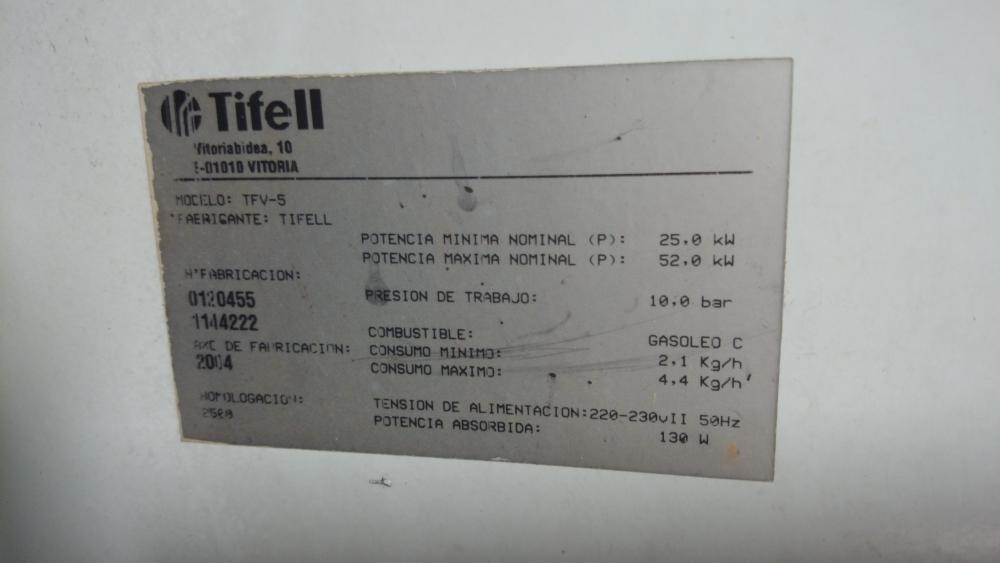 Tifell
Vitoriabidea, 10
E-01010 VITORIA
MODELO: TFV-5
FABRICANTE: TIFELL
POTENCIA MINIMA NOMINAL (P): 25,0 kW
POTENCIA MAXIMA NOMINAL (P): 52,0 kW
N°FABRICACION:
0120455
1144222
PRESION DE TRABAJO: 10,0 bar
DE FABRICACION:
2004
COMBUSTIBLE: GASOLEO C
CONSUMO MINIMO: 2,1 Kg/h
CONSUMO MAXIMO: 4,4 Kg/h
HOMOLOGACION:
TENSION DE ALIMENTACION:220-230vII 50Hz
POTENCIA ABSORBIDA: 130 W